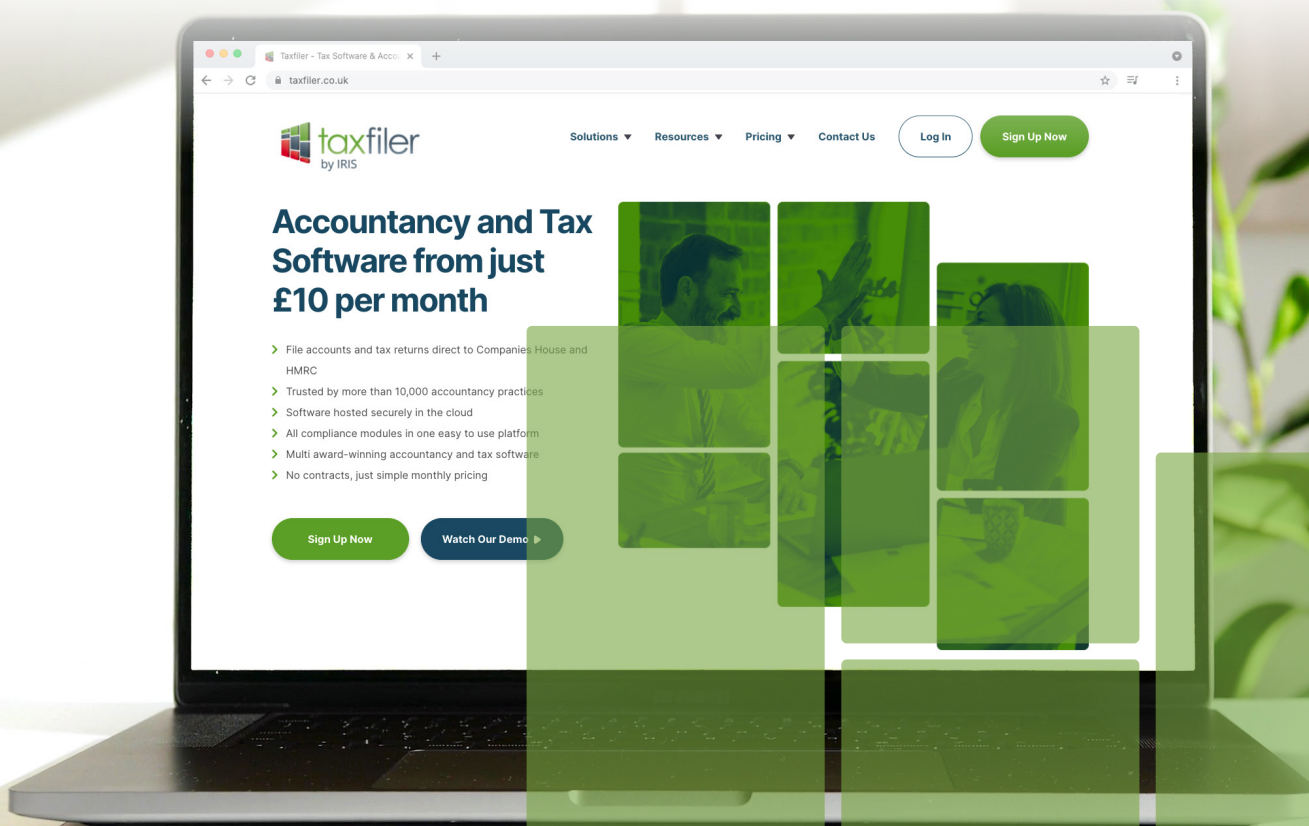 Taxfiler - Tax Software & Accou
taxfiler.co.uk
taxfiler
by IRIS
Solutions
Resources
Pricing
Contact Us
Log In
Sign Up Now
Accountancy and Tax
Software from just
£10 per month
File accounts and tax returns direct to Companies House and
HMRC
Trusted by more than 10,000 accountancy practices
Software hosted securely in the cloud
All compliance modules in one easy to use platform
Multi award-winning accountancy and tax software
No contracts, just simple monthly pricing
Sign Up Now
Watch Our Demo